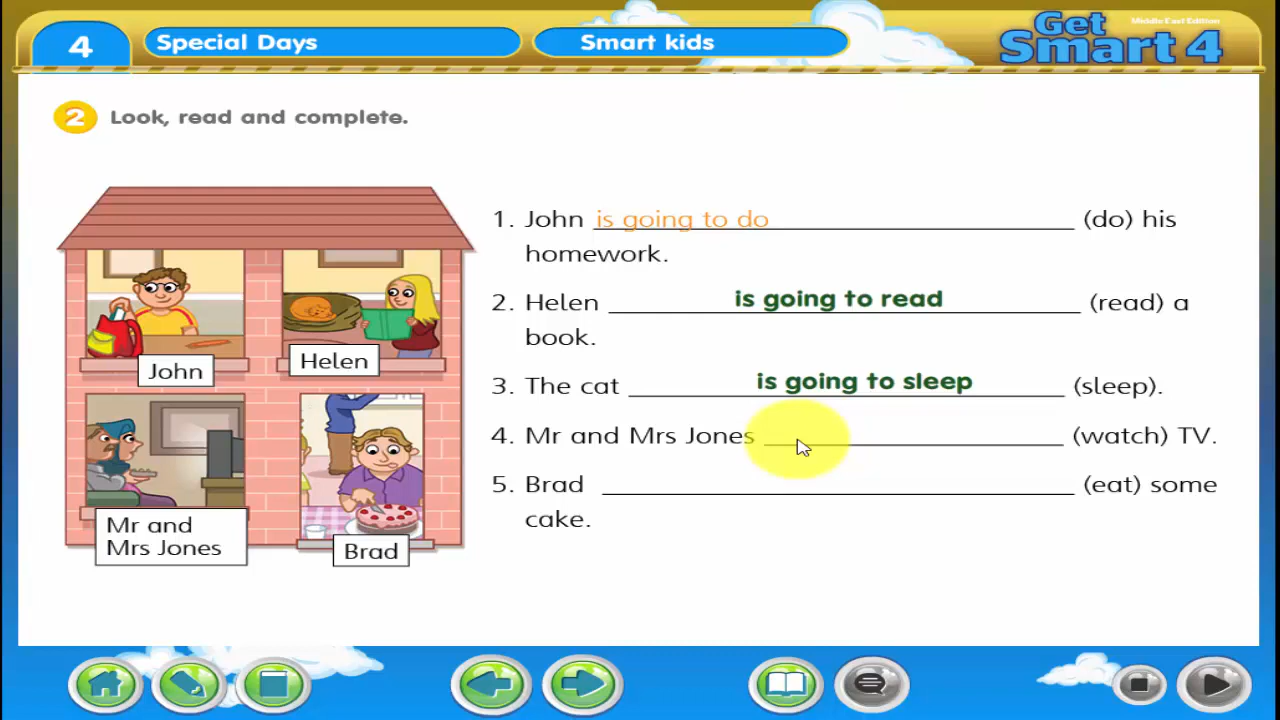 4
Special Days
Smart kids
Middle East Edition
Get
Smart 4
2 Look, read and complete.
John
Helen
Mr and
Mrs Jones
Brad
1. John is going to do (do) his
homework.
2. Helen is going to read (read) a
book.
3. The cat is going to sleep (sleep).
4. Mr and Mrs Jones (watch) TV.
5. Brad (eat) some
cake.